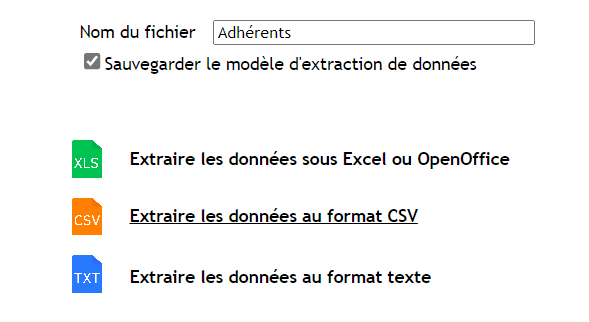 Nom du fichier Adhérents
Sauvegarder le modèle d'extraction de données
XLS Extraire les données sous Excel ou OpenOffice
CSV Extraire les données au format CSV
TXT Extraire les données au format texte